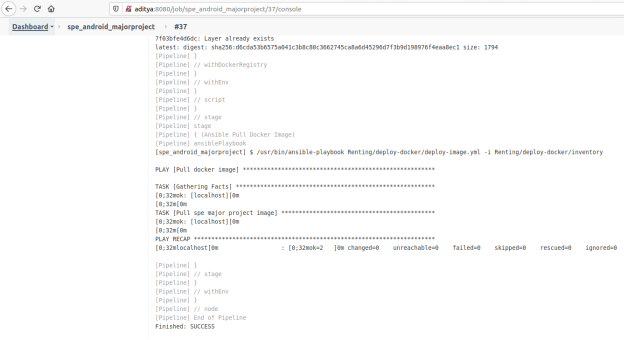 aditya:8080/job/spe_android_majorproject/37/console
Dashboard spe_android_majorproject #37
7f03bfe4d6dc: Layer already exists
latest: digest: sha256:d6cda53b6575a041c3b8c80c3662745ca8a6d45296d7f3b9d198976f4eaa8ec1 size: 1794
[Pipeline] }
[Pipeline] // withDockerRegistry
[Pipeline] }
[Pipeline] // withEnv
[Pipeline] }
[Pipeline] // script
[Pipeline] }
[Pipeline] // stage
[Pipeline] stage
[Pipeline] { (Ansible Pull Docker Image)
[Pipeline] ansiblePlaybook
[spe_android_majorproject] $ /usr/bin/ansible-playbook Renting/deploy-docker/deploy-image.yml -i Renting/deploy-docker/inventory
PLAY [Pull docker image] *******************************************************
TASK [Gathering Facts] *********************************************************
[0;32mok: [localhost][0m
[0;32m[0m
TASK [Pull spe major project image] ********************************************
[0;32mok: [localhost][0m
[0;32m[0m
PLAY RECAP *********************************************************************
[0;32mlocalhost[0m : [0;32mok=2 [0m changed=0 unreachable=0 failed=0 skipped=0 rescued=0 ignored=0
[Pipeline] }
[Pipeline] // stage
[Pipeline] }
[Pipeline] // withEnv
[Pipeline] }
[Pipeline] // node
[Pipeline] End of Pipeline
Finished: SUCCESS